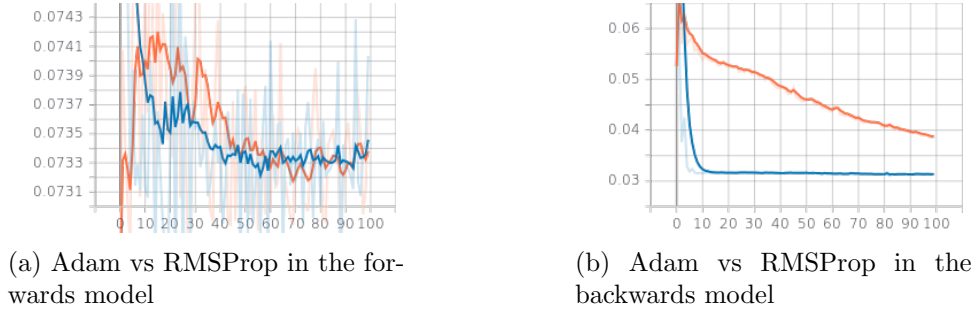 0.0743
0.0741
0.0739
0.0737
0.0735
0.0733
0.0731
0 10 20 30 40 50 60 70 80 90 100
(a) Adam vs RMSProp in the for-
wards model
0.06
0.05
0.04
0.03
0 10 20 30 40 50 60 70 80 90 100
(b) Adam vs RMSProp in the
backwards model